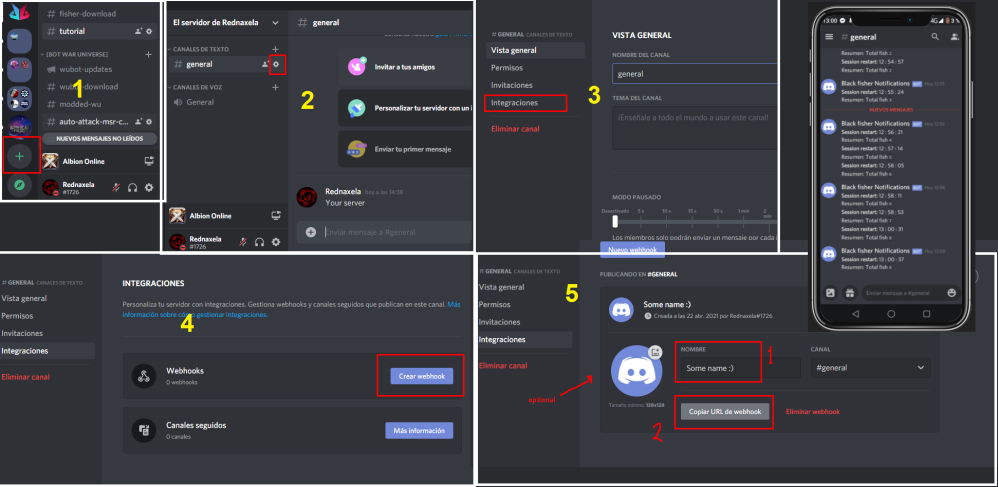 # fisher-download
# tutorial
[BOT WAR UNIVERSE]
wubot-updates
1
# wubot-download
# modded-wu
# auto-attack-msr-c...
NUEVOS MENSAJES NO LEÍDOS
Albion Online
Rednaxela
#1726
El servidor de Rednaxela
# general
CANALES DE TEXTO
# general
CANALES DE VOZ
General
2
Invitar a tus amigos
Personalizar tu servidor con un i
Enviar tu primer mensaje
Rednaxela hoy a las 14:38
Your server
Albion Online
Rednaxela
#1726
Enviar mensaje a #general
# GENERAL CANALES DE TEXTO
Vista general
Permisos
Invitaciones
Integraciones
Eliminar canal
3
VISTA GENERAL
NOMBRE DEL CANAL
general
TEMA DEL CANAL
¡Enséñale a todo el mundo a usar este canal!
MODO PAUSADO
Desactivado 5 s 10 s 15 s 30 s 1 min 2 min
Los miembros solo podrán enviar un mensaje por cada i
Nuevo webhook
13:00
4G
3 %
# general
Resumen: Total fish =
Session restart: 12 : 54 : 57
Resumen: Total fish =
Black fisher Notifications BOT
Session restart: 12 : 55 : 24
Resumen: Total fish =
NUEVOS MENSAJES
Black fisher Notifications BOT
Session restart: 12 : 56 : 21
Resumen: Total fish =
Session restart: 12 : 57 : 14
Resumen: Total fish =
Session restart: 12 : 58 : 05
Resumen: Total fish =
Black fisher Notifications BOT
Session restart: 12 : 58 : 11
Resumen: Total fish =
Session restart: 12 : 58 : 53
Resumen: Total fish =
Session restart: 13 : 00 : 31
Resumen: Total fish =
Black fisher Notifications BOT
Session restart: 13 : 00 : 37
Resumen: Total fish =
Enviar mensaje a #general
# GENERAL CANALES DE TEXTO
Vista general
Permisos
Invitaciones
Integraciones
Eliminar canal
INTEGRACIONES
Personaliza tu servidor con integraciones. Gestiona webhooks y canales seguidos que publican en este canal. Más
información sobre cómo gestionar integraciones.
4
Webhooks
0 webhooks
Crear webhook
Canales seguidos
0 canales
Más información
# GENERAL CANALES DE TEXTO
Vista general
Permisos
Invitaciones
Integraciones
Eliminar canal
5
PUBLICANDO EN #GENERAL
Some name :)
Creada a las 22 abr. 2021 por Rednaxela#1726
NOMBRE
Some name :)
1
CANAL
#general
optional
Tamaño mínimo: 128x128
2
Copiar URL de webhook
Eliminar webhook